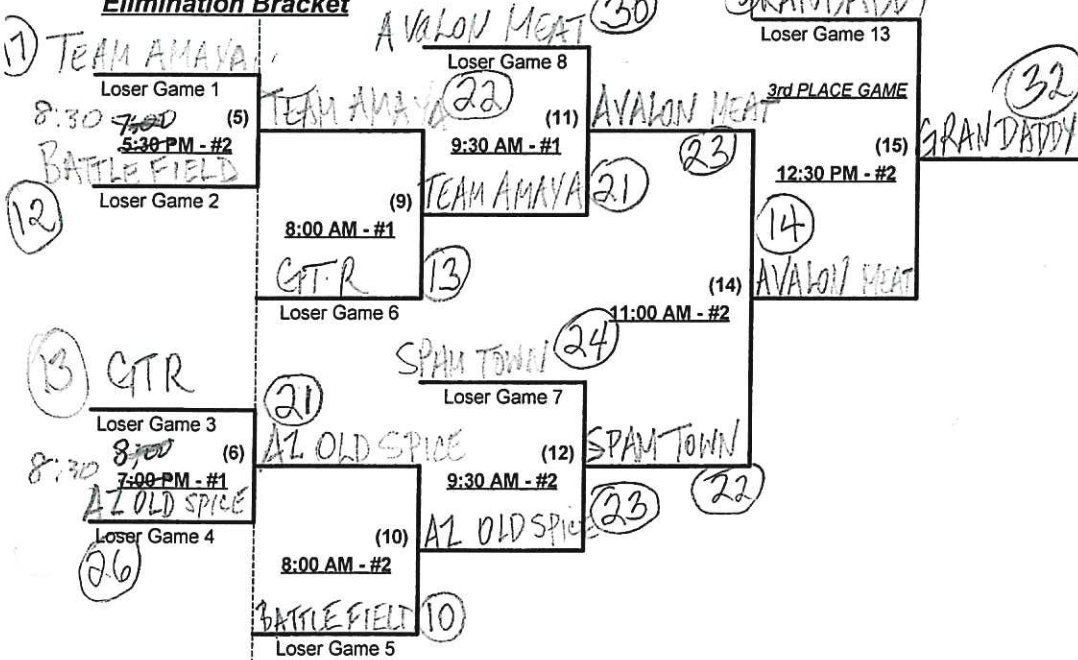 Elimination Bracket
17 TEAM AMAYA
Loser Game 1
8:30 7:00 (5)
5:30 PM - #2
BATTLEFIELD
Loser Game 2
12
TEAM AMAYA 22
(9)
8:00 AM - #1
GTR 13
Loser Game 6
AVALON MEAT 30
Loser Game 8
(11)
9:30 AM - #1
TEAM AMAYA 21
AVALON MEAT
23
13 GTR
Loser Game 3
8:30 8:00 (6)
7:00 PM - #1
AZ OLD SPICE
Loser Game 4
26
21
AZ OLD SPICE
(10)
8:00 AM - #2
BATTLEFIELD 10
Loser Game 5
SPAM TOWN 24
Loser Game 7
(12)
9:30 AM - #2
AZ OLD SPICE 23
SPAM TOWN
22
(14)
11:00 AM - #2
GRANDADDY
Loser Game 13
3rd PLACE GAME
(15)
12:30 PM - #2
14
AVALON MEAT
32
GRANDADDY